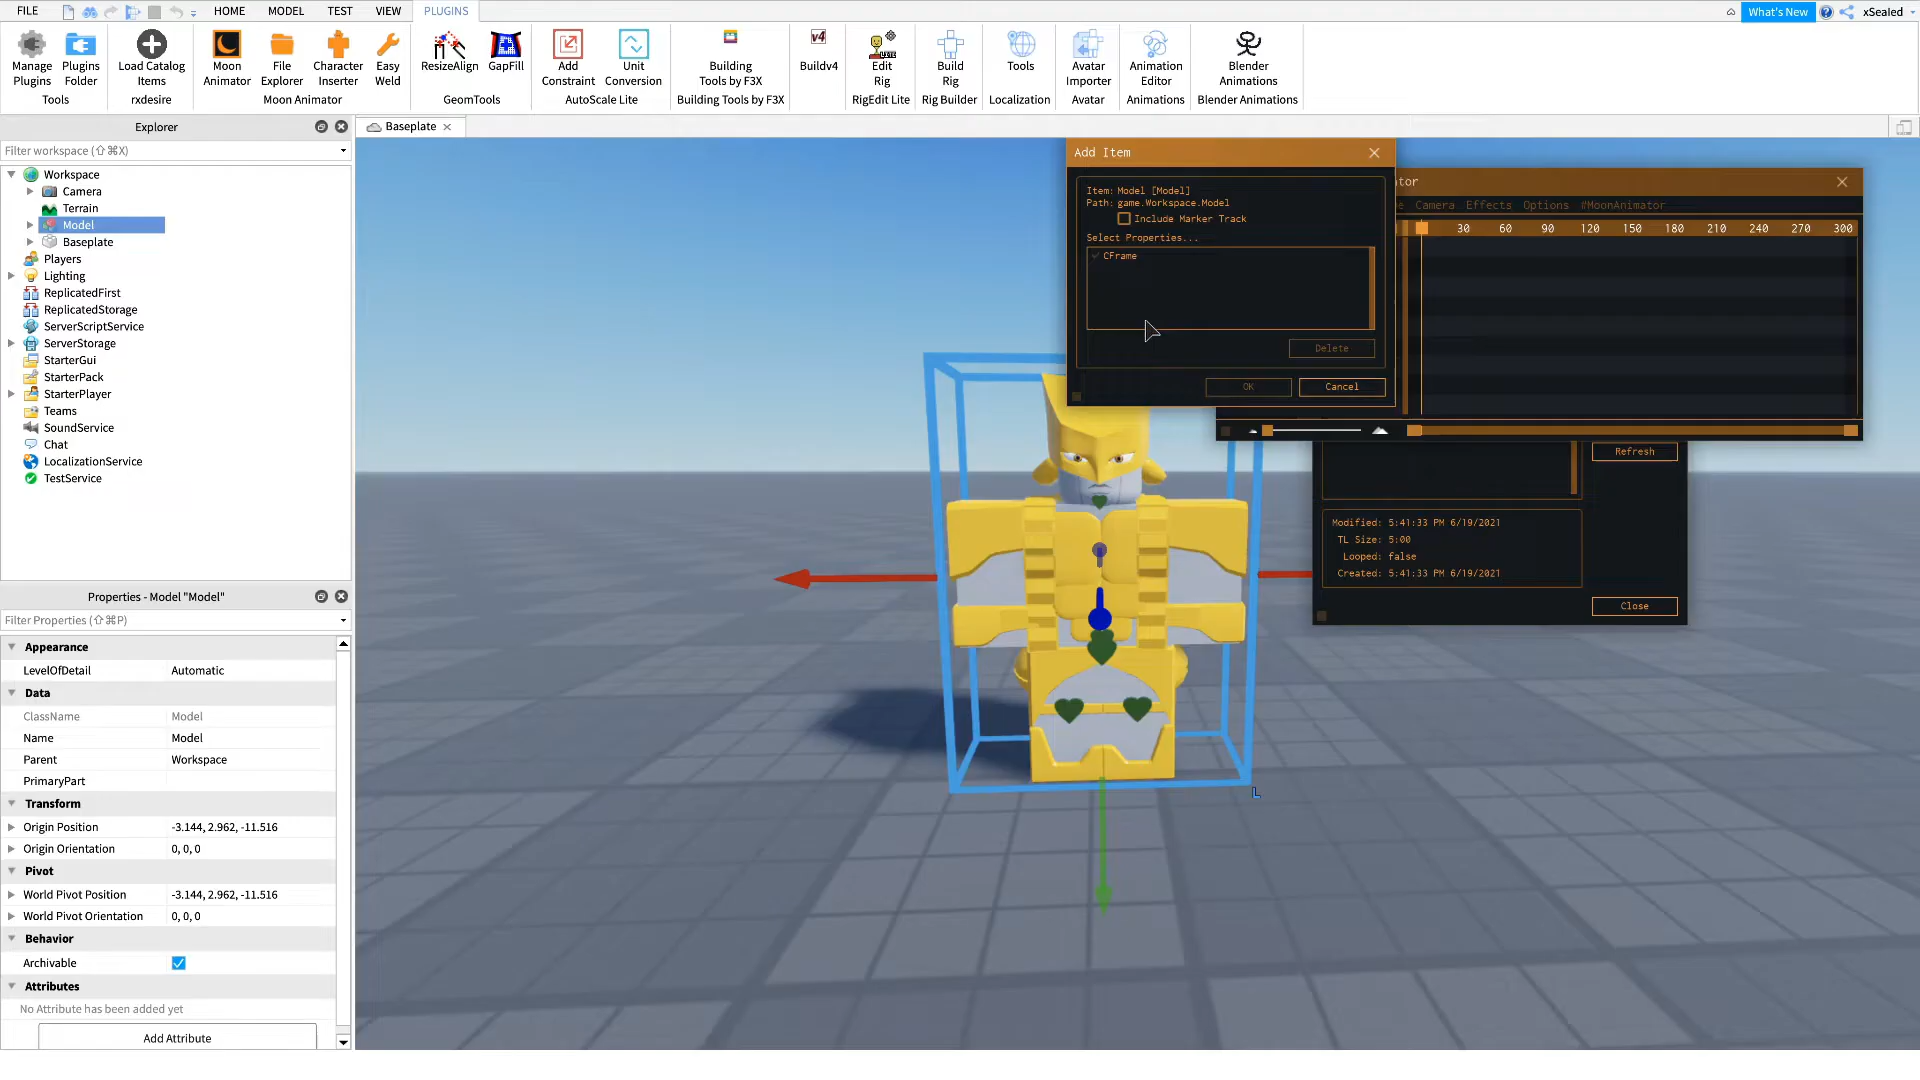 FILE HOME MODEL TEST VIEW PLUGINS What's New xSealed
Manage Plugins
Plugins Folder
Tools
Load Catalog Items
rxdesire
Moon Animator
File Explorer
Character Inserter
Easy Weld
Moon Animator
ResizeAlign
GapFill
GeomTools
Add Constraint
Unit Conversion
AutoScale Lite
Building Tools by F3X
Building Tools by F3X
v4
Buildv4
LITE
Edit Rig
RigEdit Lite
Build Rig
Rig Builder
Tools
Localization
Avatar Importer
Avatar
Animation Editor
Animations
Blender Animations
Blender Animations
Explorer
Filter workspace (⇧⌘X)
Workspace
Camera
Terrain
Model
Baseplate
Players
Lighting
ReplicatedFirst
ReplicatedStorage
ServerScriptService
ServerStorage
StarterGui
StarterPack
StarterPlayer
Teams
SoundService
Chat
LocalizationService
TestService
Properties - Model "Model"
Filter Properties (⇧⌘P)
Appearance
LevelOfDetail Automatic
Data
ClassName Model
Name Model
Parent Workspace
PrimaryPart
Transform
Origin Position -3.144, 2.962, -11.516
Origin Orientation 0, 0, 0
Pivot
World Pivot Position -3.144, 2.962, -11.516
World Pivot Orientation 0, 0, 0
Behavior
Archivable
Attributes
No Attribute has been added yet
Add Attribute
Baseplate
Add Item
Item: Model [Model]
Path: game.Workspace.Model
Include Marker Track
Select Properties...
CFrame
Delete
OK Cancel
tor
Camera Effects Options #MoonAnimator
30 60 90 120 150 180 210 240 270 300
Refresh
Modified: 5:41:33 PM 6/19/2021
TL Size: 5:00
Looped: false
Created: 5:41:33 PM 6/19/2021
Close
L